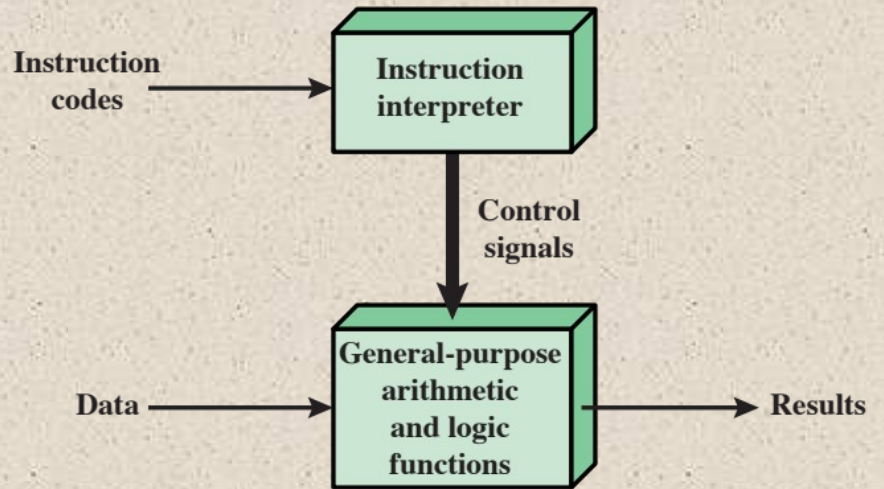 Instruction
codes
Instruction
interpreter
Control
signals
Data
General-purpose
arithmetic
and logic
functions
Results